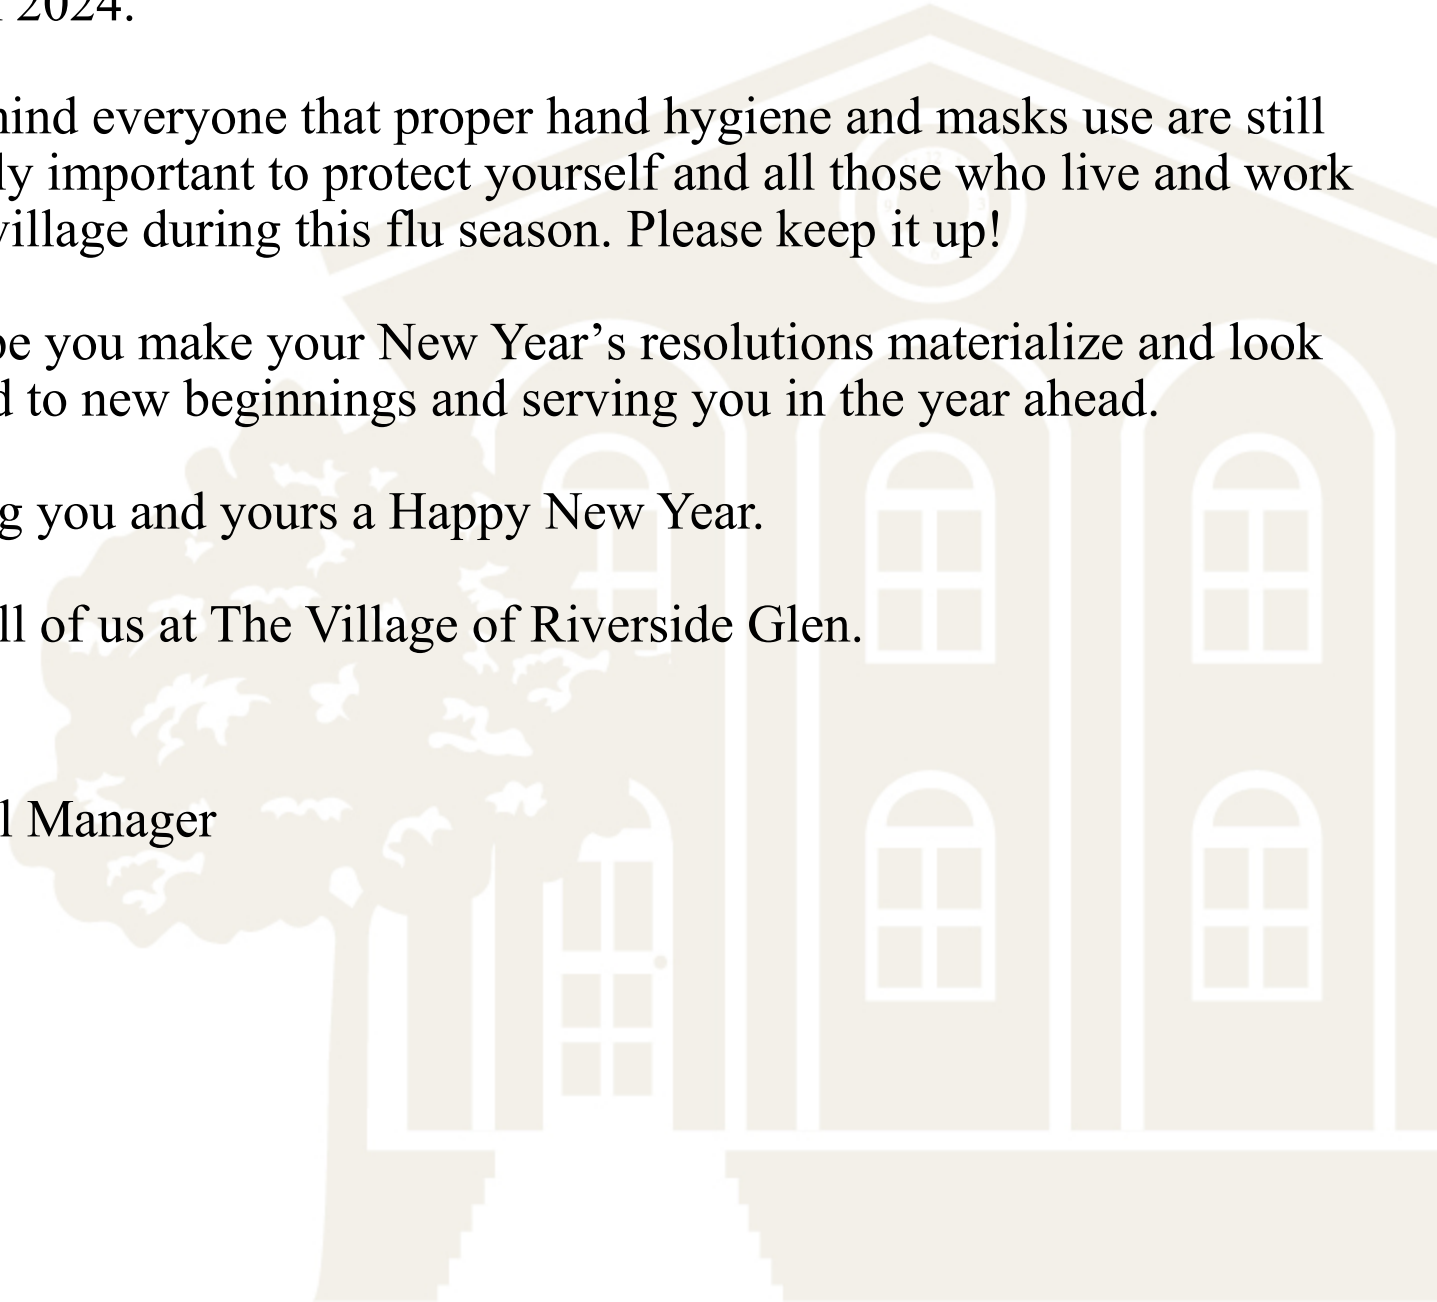 2024.
mind everyone that proper hand hygiene and masks use are still
ly important to protect yourself and all those who live and work
village during this flu season. Please keep it up!
pe you make your New Year’s resolutions materialize and look
d to new beginnings and serving you in the year ahead.
g you and yours a Happy New Year.
ll of us at The Village of Riverside Glen.
l Manager